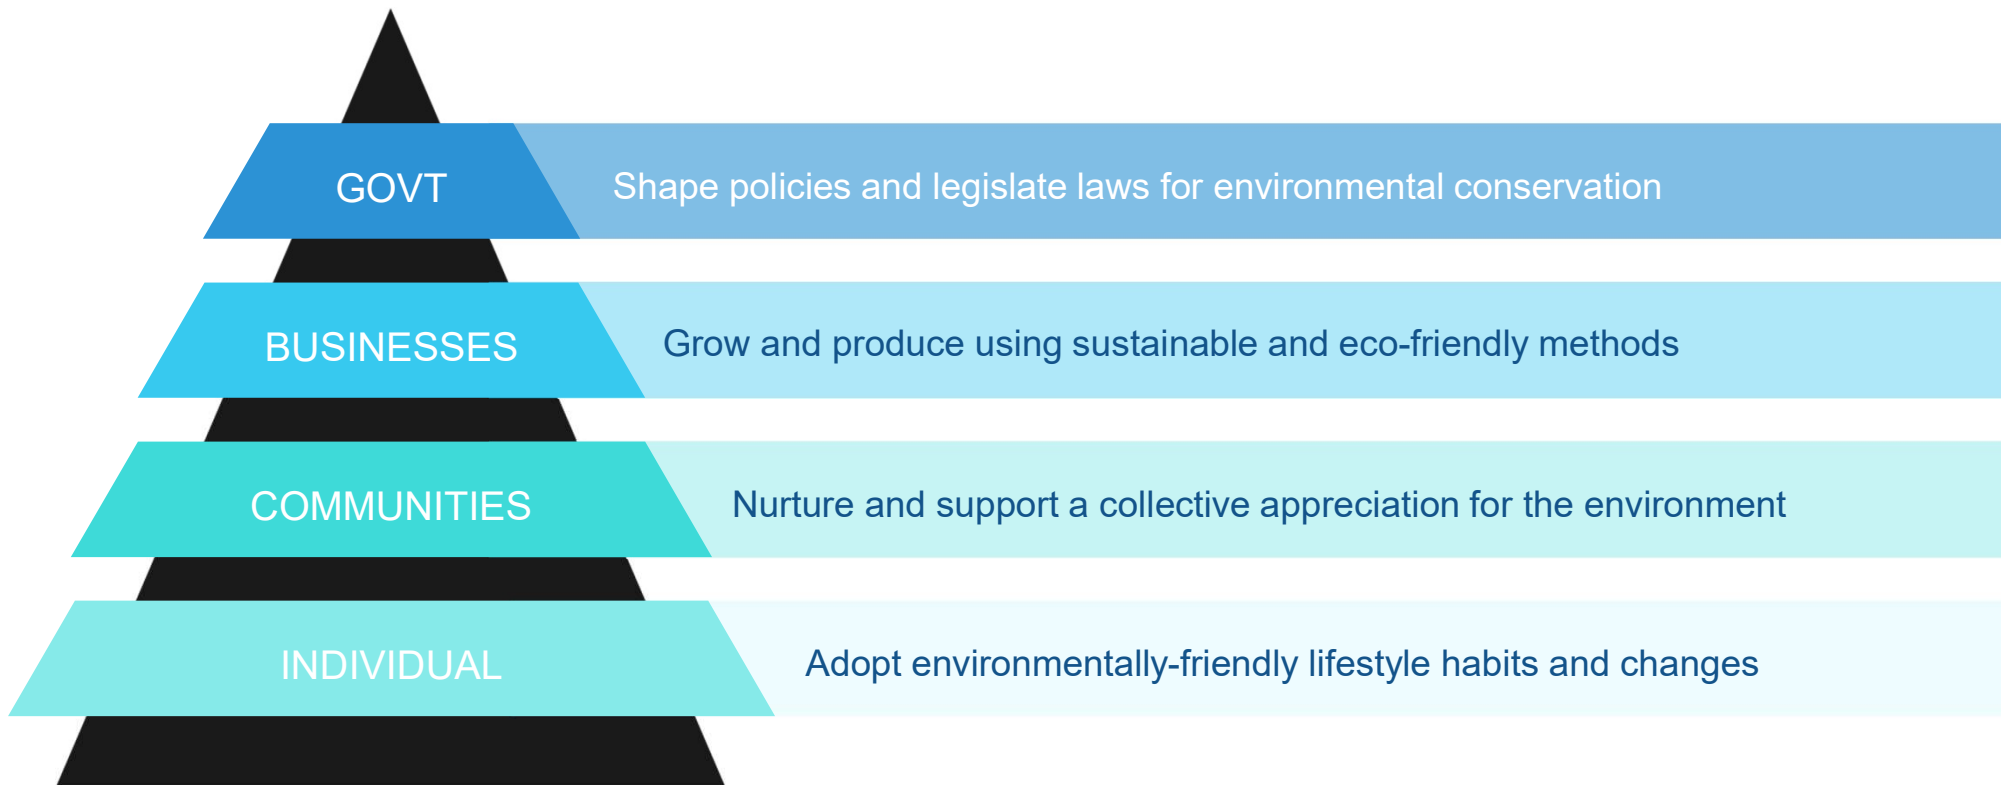 GOVT
Shape policies and legislate laws for environmental conservation
BUSINESSES
Grow and produce using sustainable and eco-friendly methods
COMMUNITIES
Nurture and support a collective appreciation for the environment
INDIVIDUAL
Adopt environmentally-friendly lifestyle habits and changes